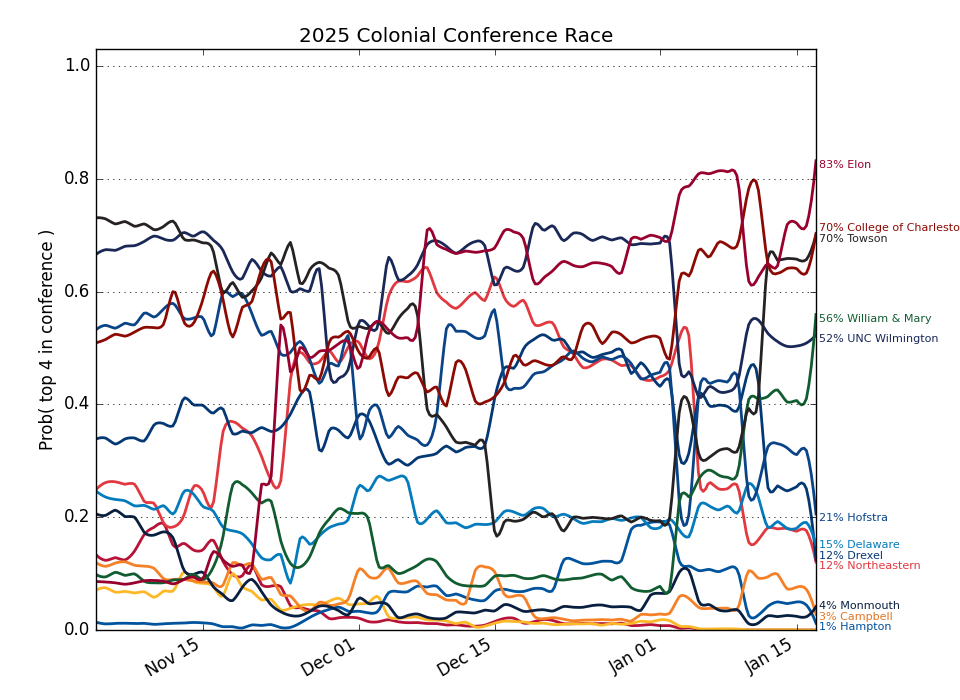 2025 Colonial Conference Race
Prob( top 4 in conference )
1.0
0.8
0.6
0.4
0.2
0.0
Nov 15
Dec 01
Dec 15
Jan 01
Jan 15
83% Elon
70% College of Charlesto
70% Towson
56% William & Mary
52% UNC Wilmington
21% Hofstra
15% Delaware
12% Drexel
12% Northeastern
4% Monmouth
3% Campbell
1% Hampton